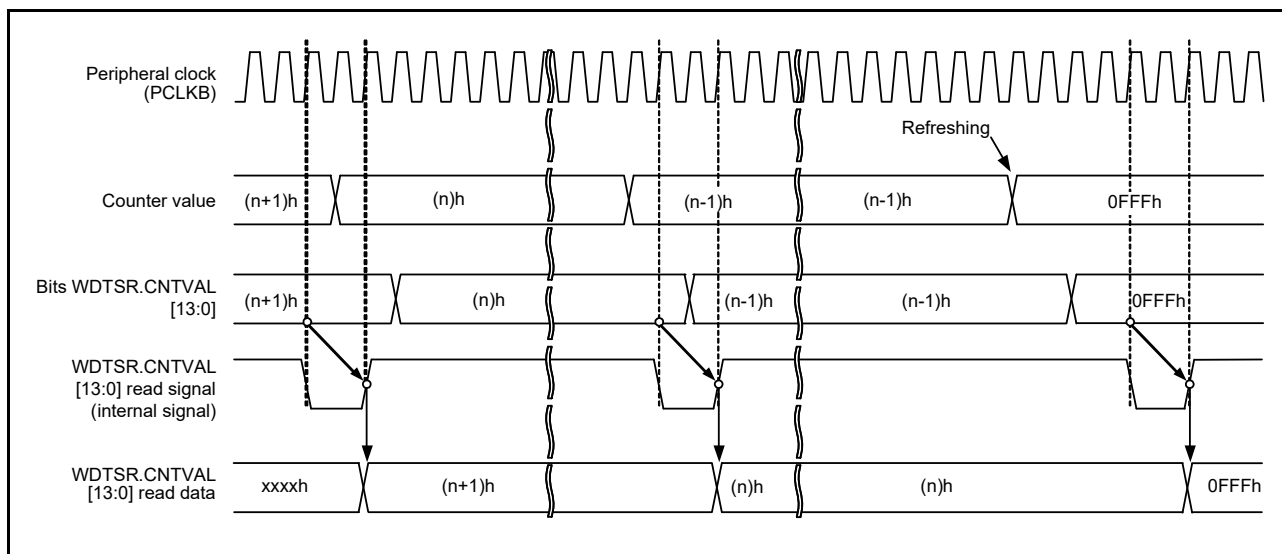 Peripheral clock
(PCLKB)
Refreshing
Counter value
(n+1)h
(n)h
(n-1)h
(n-1)h
0FFFh
Bits WDTSR.CNTVAL
[13:0]
(n+1)h
(n)h
(n-1)h
(n-1)h
0FFFh
WDTSR.CNTVAL
[13:0] read signal
(internal signal)
WDTSR.CNTVAL
[13:0] read data
xxxxh
(n+1)h
(n)h
(n)h
0FFFh